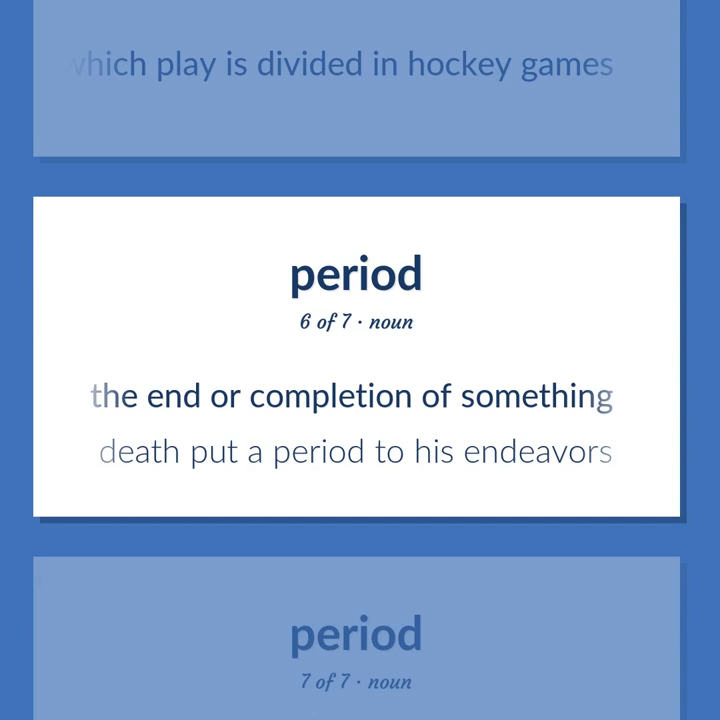 which play is divided in hockey games
period
6 of 7 · noun
the end or completion of something
death put a period to his endeavors
period
7 of 7 · noun